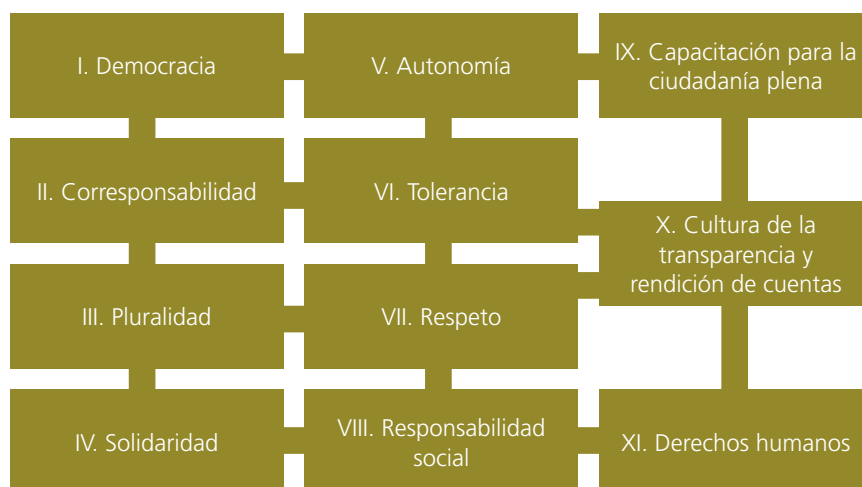 I. Democracia
II. Corresponsabilidad
III. Pluralidad
IV. Solidaridad
V. Autonomía
VI. Tolerancia
VII. Respeto
VIII. Responsabilidad
social
IX. Capacitación para la
ciudadanía plena
X. Cultura de la
transparencia y
rendición de cuentas
XI. Derechos humanos